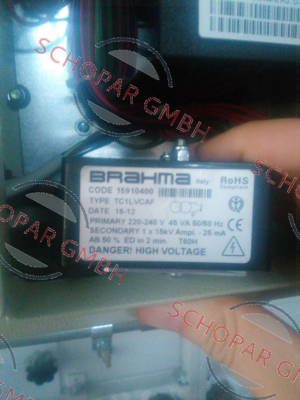 BRAHMA Italy RoHS
Compliant
CODE 15910400
TYPE TC1LVCAF
DATE 16-12
PRIMARY 220-240 V 45 VA 50/60 Hz
SECONDARY 1 x 15kV Ampl. - 25 mA
AB 50 % ED in 2 min. T60H
DANGER! HIGH VOLTAGE
SCHOPAR GMBH
SCHOPAR GMBH
SCHOPAR GMBH
SCHOPAR GMBH